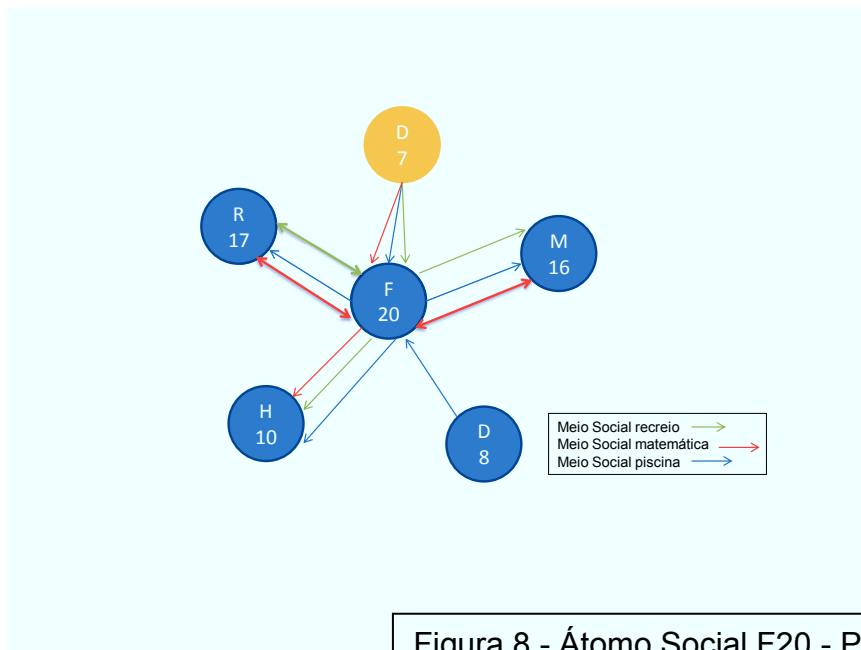 D
7
R
17
M
16
F
20
H
10
D
8
Meio Social recreio
Meio Social matemática
Meio Social piscina
Figura 8 - Átomo Social F20 - P